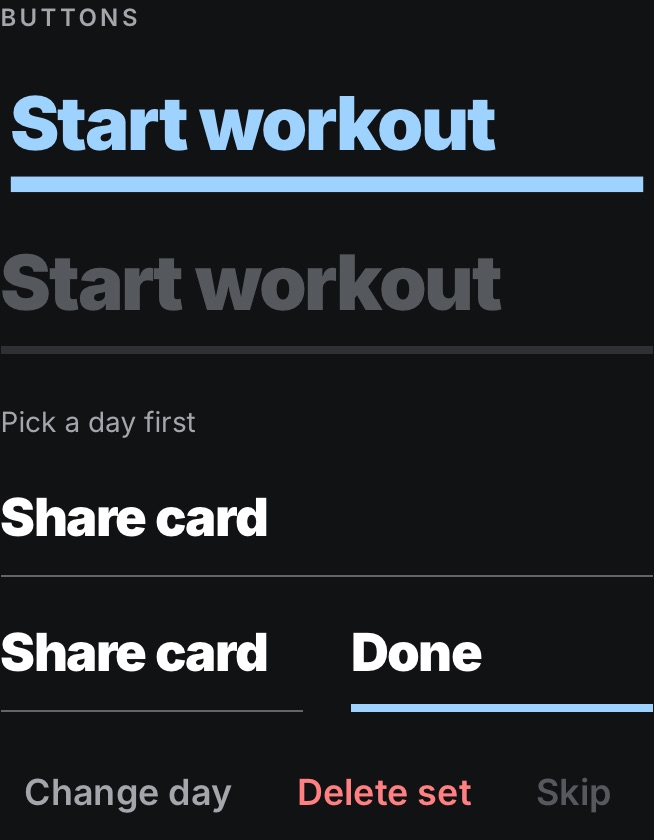 BUTTONS
Start workout
Start workout
Pick a day first
Share card
Share card Done
Change day Delete set Skip